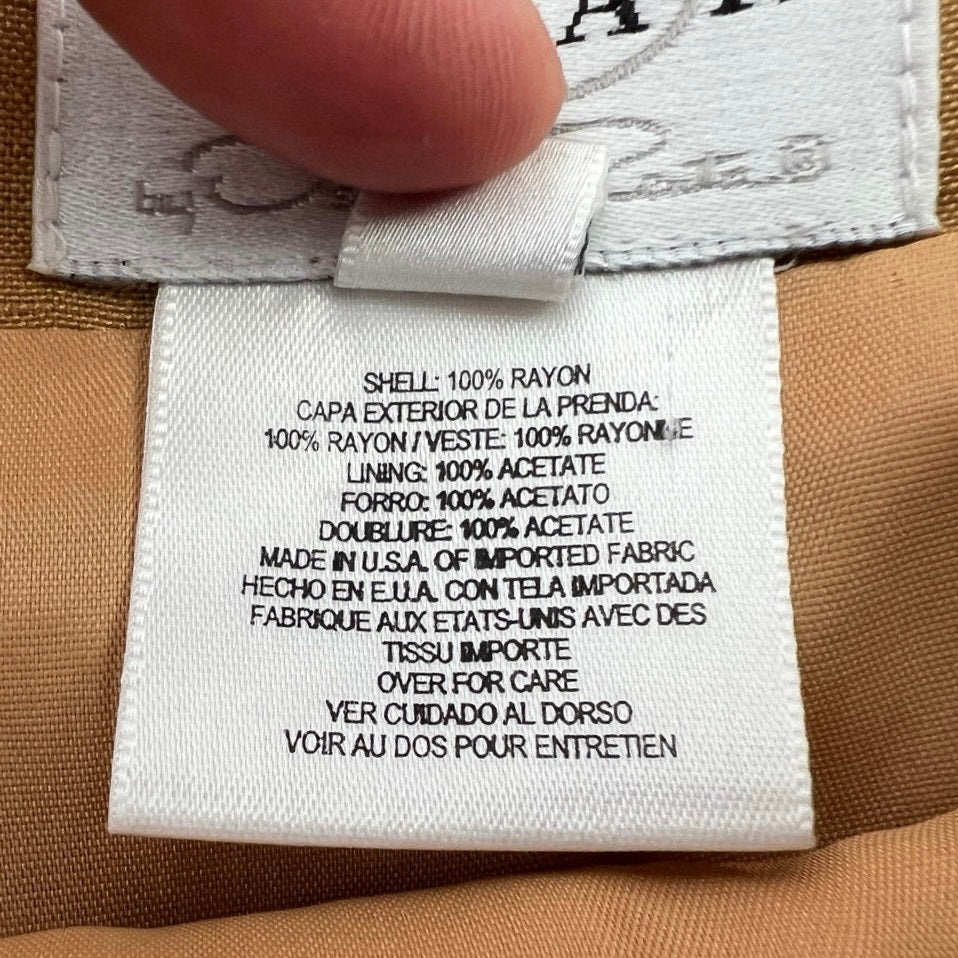 by
SHELL: 100% RAYON
CAPA EXTERIOR DE LA PRENDA:
100% RAYON / VESTE: 100% RAYONNE
LINING: 100% ACETATE
FORRO: 100% ACETATO
DOUBLURE: 100% ACETATE
MADE IN U.S.A. OF IMPORTED FABRIC
HECHO EN E.U.A. CON TELA IMPORTADA
FABRIQUE AUX ETATS-UNIS AVEC DES
TISSU IMPORTE
OVER FOR CARE
VER CUIDADO AL DORSO
VOIR AU DOS POUR ENTRETIEN